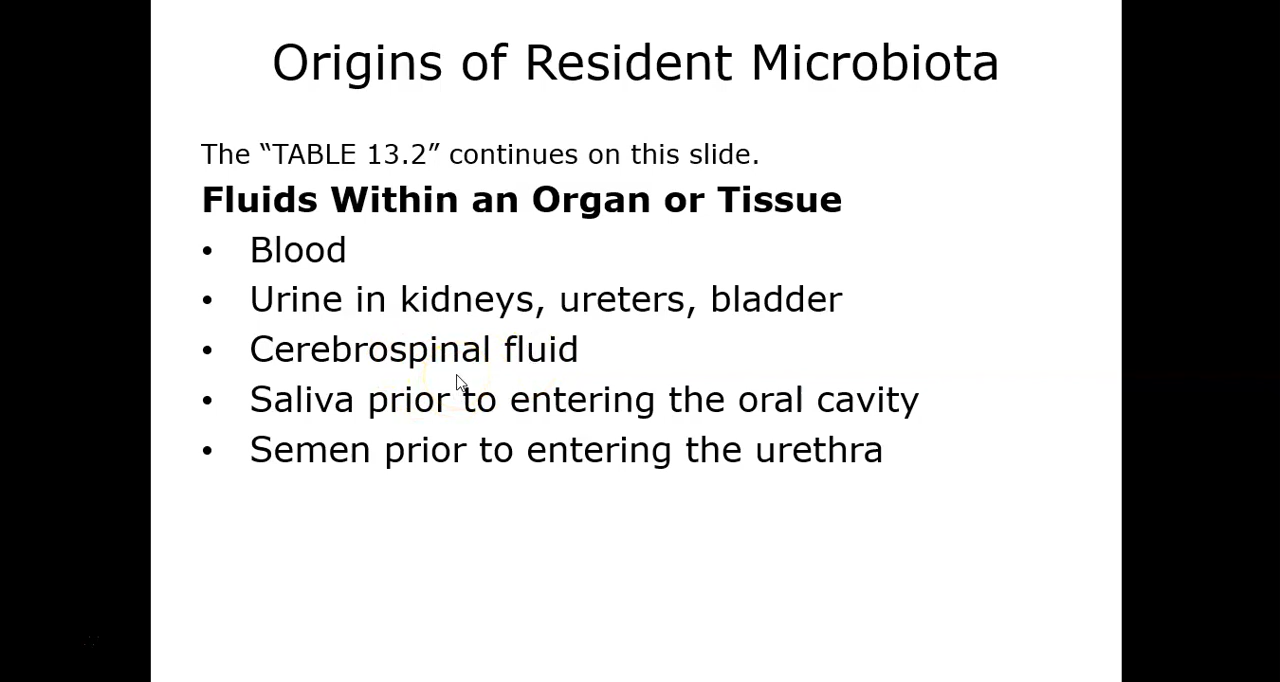 Origins of Resident Microbiota
The “TABLE 13.2” continues on this slide.
Fluids Within an Organ or Tissue
• Blood
• Urine in kidneys, ureters, bladder
• Cerebrospinal fluid
• Saliva prior to entering the oral cavity
• Semen prior to entering the urethra